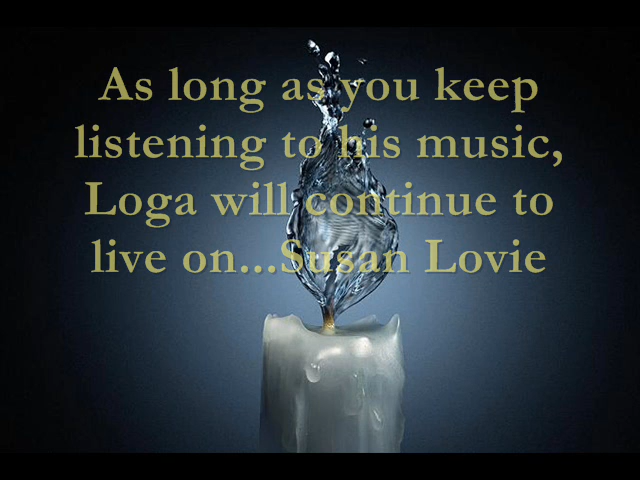 As long as you keep
listening to his music,
Loga will continue to
live on...Susan Lovie